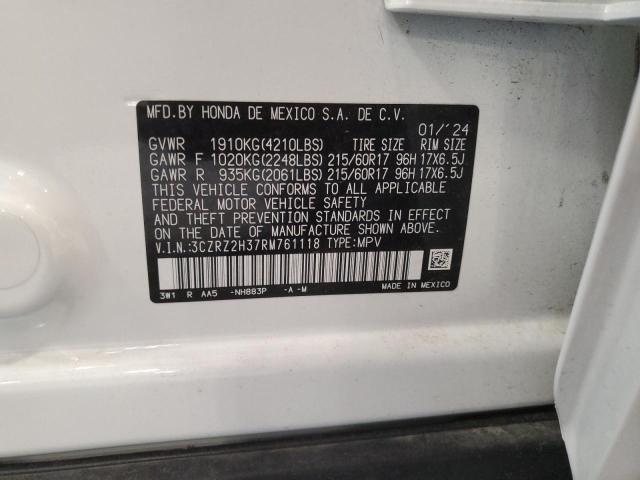 MFD.BY HONDA DE MEXICO S.A. DE C.V.
01/'24
GVWR 1910KG(4210LBS) TIRE SIZE RIM SIZE
GAWR F 1020KG(2248LBS) 215/60R17 96H 17X6.5J
GAWR R 935KG(2061LBS) 215/60R17 96H 17X6.5J
THIS VEHICLE CONFORMS TO ALL APPLICABLE
FEDERAL MOTOR VEHICLE SAFETY
AND THEFT PREVENTION STANDARDS IN EFFECT
ON THE DATE OF MANUFACTURE SHOWN ABOVE.
V.I.N.:3CZRZ2H37RM761118 TYPE:MPV
3W1 R AA5 -NH883P -A -M MADE IN MEXICO